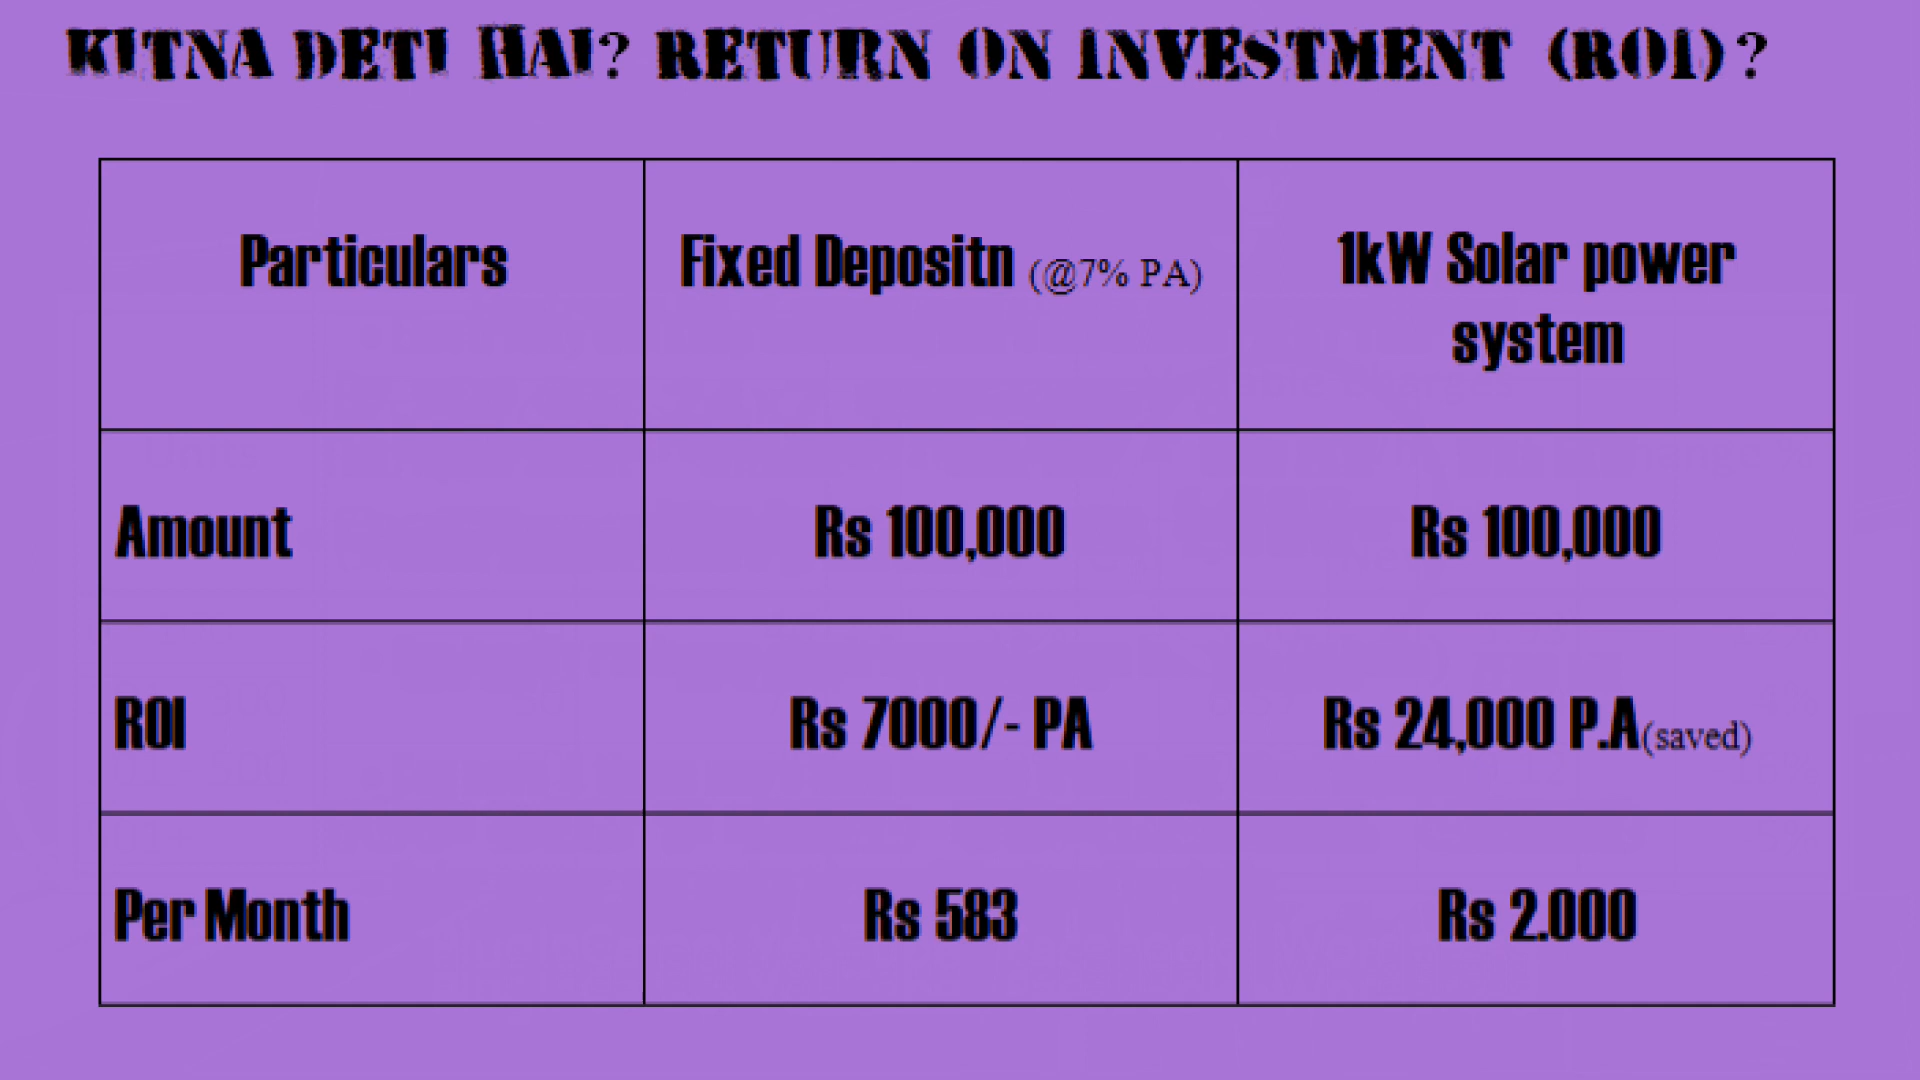 KITNA DETI HAI? RETURN ON INVESTMENT (ROI)?
Particulars
Fixed Depositn (@7% PA)
1kW Solar power
system
Amount
Rs 100,000
Rs 100,000
ROI
Rs 7000/- PA
Rs 24,000 P.A(saved)
Per Month
Rs 583
Rs 2.000